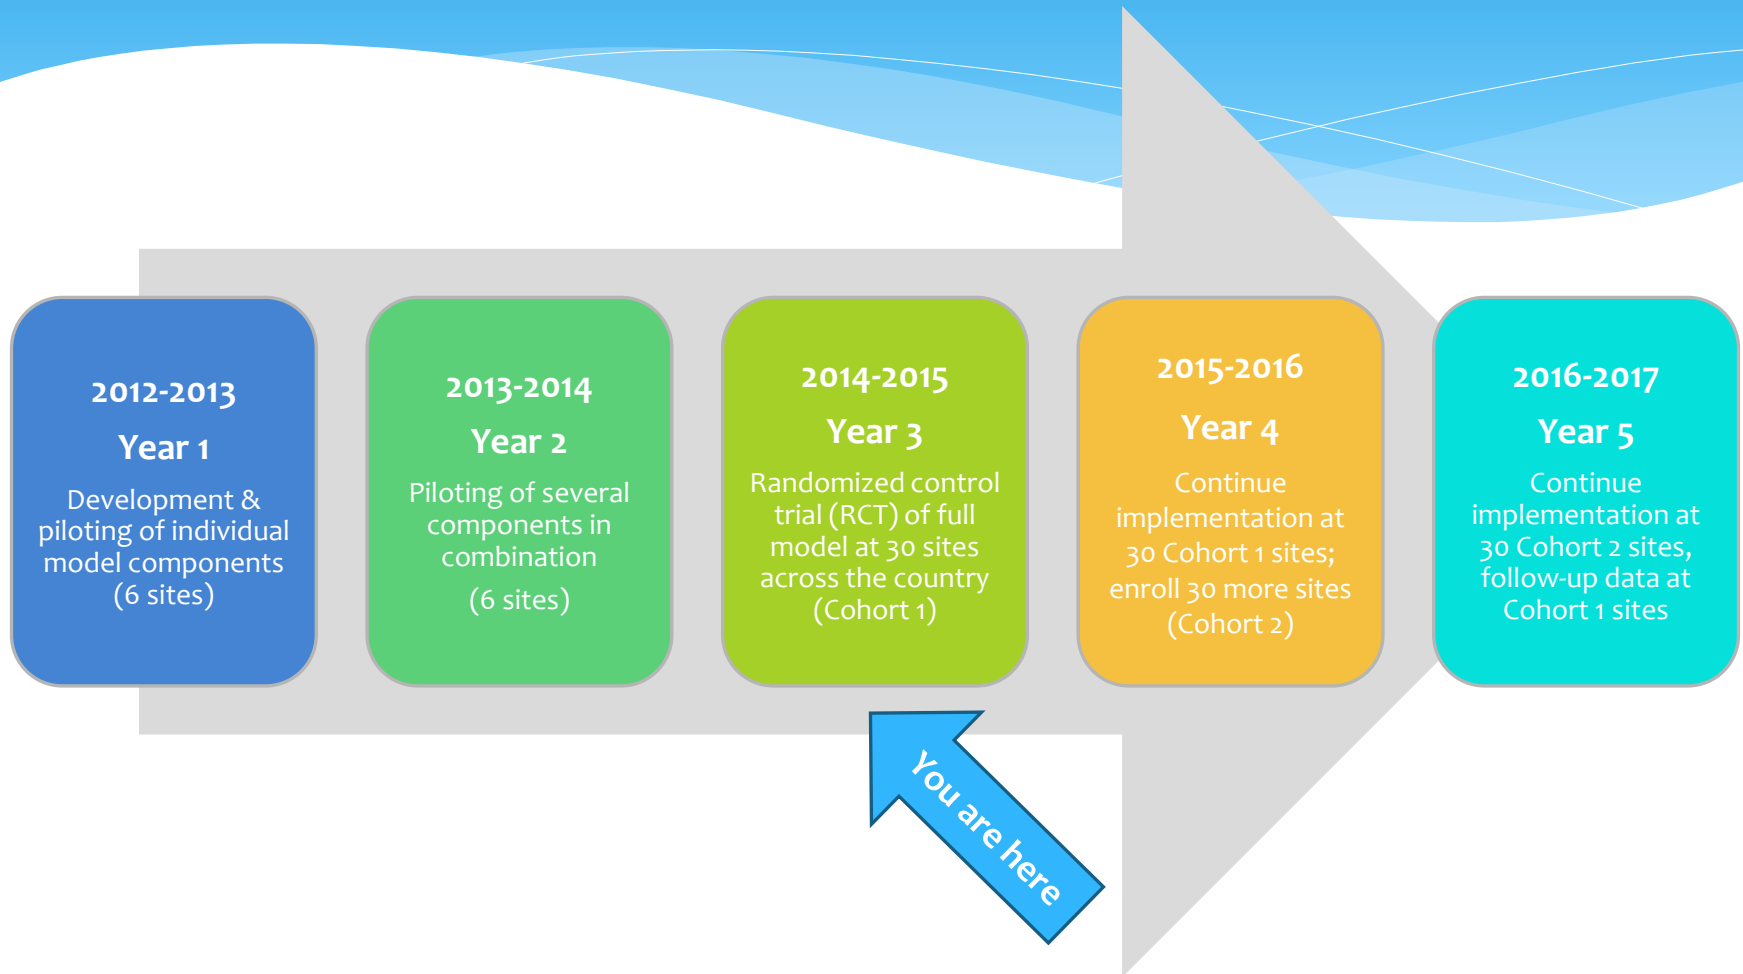 2012-2013
Year 1
Development &
piloting of individual
model components
(6 sites)
2013-2014
Year 2
Piloting of several
components in
combination
(6 sites)
2014-2015
Year 3
Randomized control
trial (RCT) of full
model at 30 sites
across the country
(Cohort 1)
2015-2016
Year 4
Continue
implementation at
30 Cohort 1 sites;
enroll 30 more sites
(Cohort 2)
2016-2017
Year 5
Continue
implementation at
30 Cohort 2 sites,
follow-up data at
Cohort 1 sites
You are here